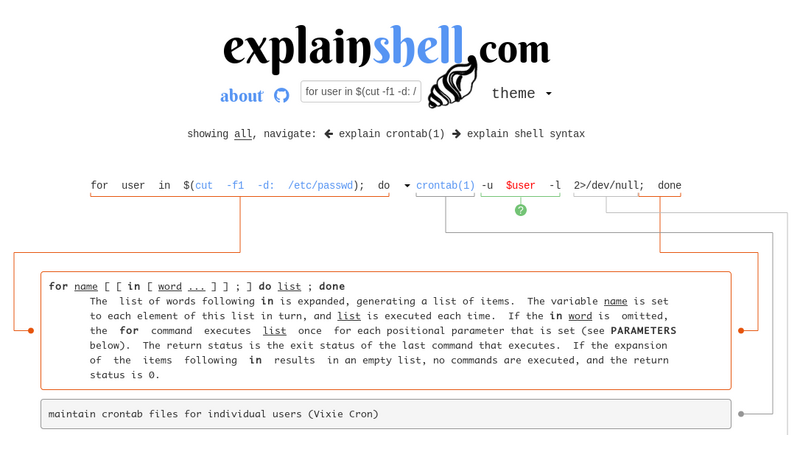 explainshell.com
about for user in $(cut -f1 -d: / theme
showing all, navigate: explain crontab(1) explain shell syntax
for user in $(cut -f1 -d: /etc/passwd); do crontab(1) -u $user -l 2>/dev/null; done
?
for name [ [ in [ word ... ] ] ; ] do list ; done
The list of words following in is expanded, generating a list of items. The variable name is set
to each element of this list in turn, and list is executed each time. If the in word is omitted,
the for command executes list once for each positional parameter that is set (see PARAMETERS
below). The return status is the exit status of the last command that executes. If the expansion
of the items following in results in an empty list, no commands are executed, and the return
status is 0.
maintain crontab files for individual users (Vixie Cron)